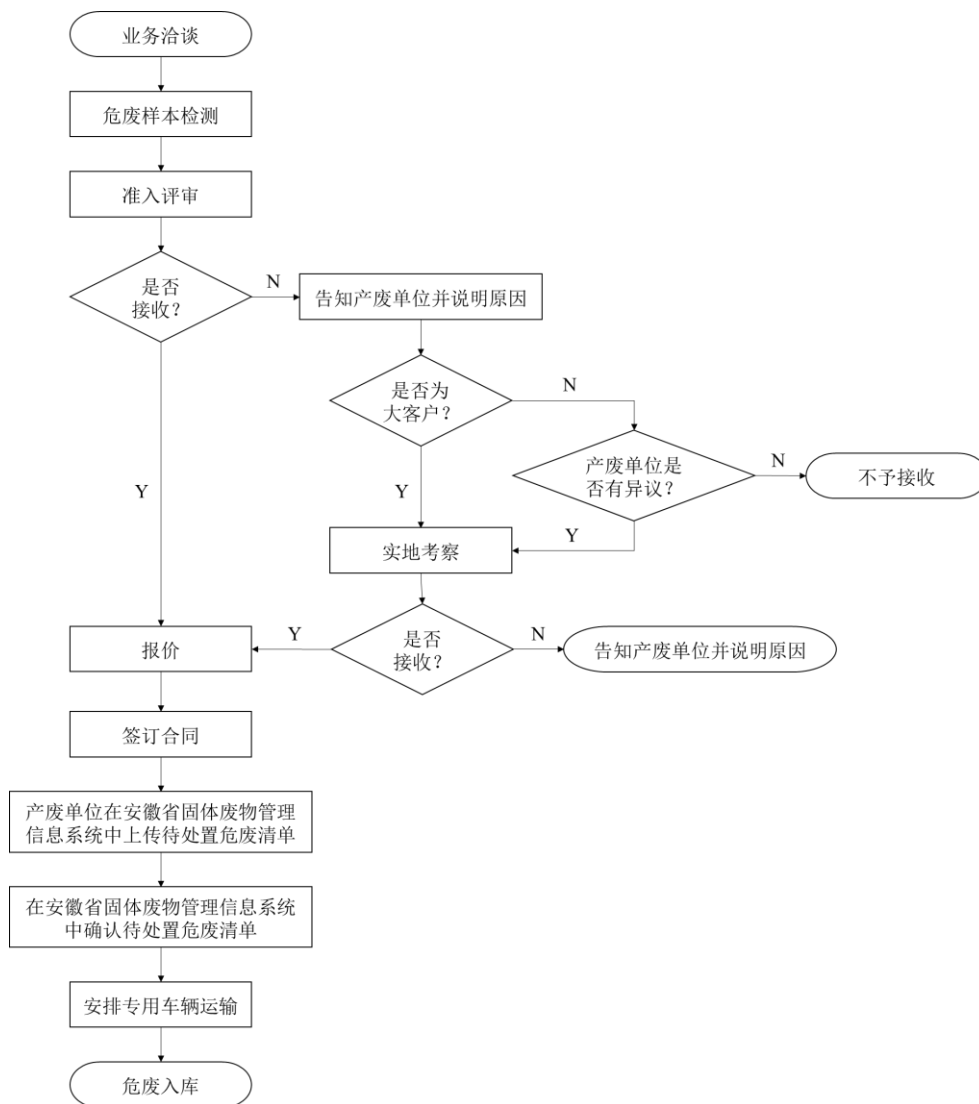 业务洽谈
危废样本检测
准入评审
是否
接收？
N
告知产废单位并说明原因
是否为
大客户？
N
产废单位是
否有异议？
N
不予接收
Y
Y
Y
实地考察
报价
Y
是否
接收？
N
告知产废单位并说明原因
签订合同
产废单位在安徽省固体废物管理
信息系统中上传待处置危废清单
在安徽省固体废物管理信息系统
中确认待处置危废清单
安排专用车辆运输
危废入库